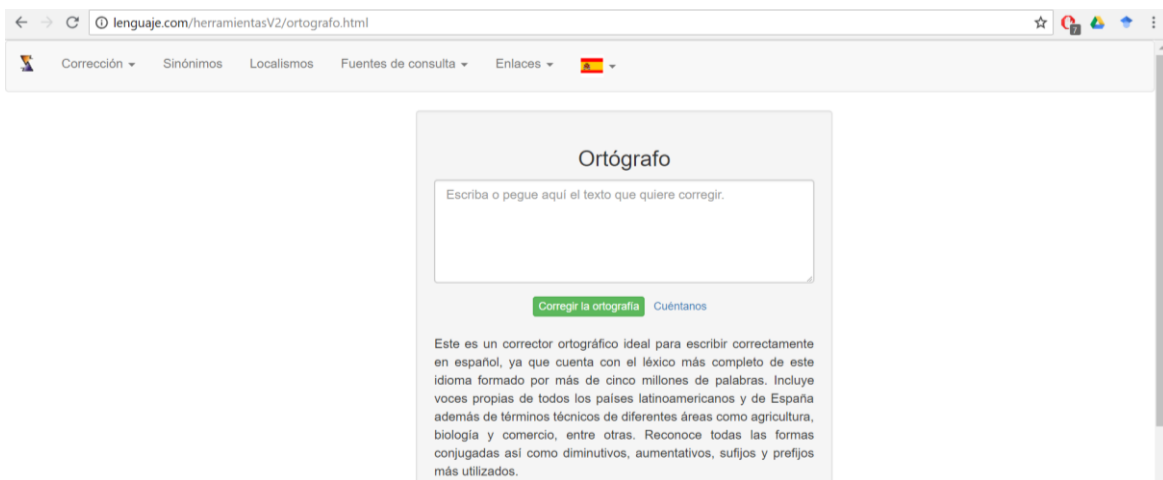 lenguaje.com/herramientasV2/ortografo.html
7
Corrección Sinónimos Localismos Fuentes de consulta Enlaces
Ortógrafo
Escriba o pegue aquí el texto que quiere corregir.
Corregir la ortografía Cuéntanos
Este es un corrector ortográfico ideal para escribir correctamente
en español, ya que cuenta con el léxico más completo de este
idioma formado por más de cinco millones de palabras. Incluye
voces propias de todos los países latinoamericanos y de España
además de términos técnicos de diferentes áreas como agricultura,
biología y comercio, entre otras. Reconoce todas las formas
conjugadas así como diminutivos, aumentativos, sufijos y prefijos
más utilizados.